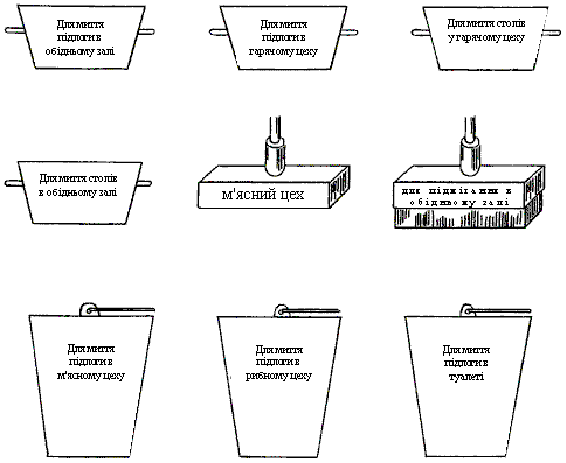 Для миття
підлоги в
обідньому залі
Для миття
підлоги в
гарячому цеху
Для миття столів
у гарячому цеху
Для миття столів
в обідньому залі
м'ясний цех
для підмітання в
обідньому залі
Для миття
підлоги в
м'ясному цеху
Для миття
підлоги в
рибному цеху
Для миття
підлоги в
туалеті